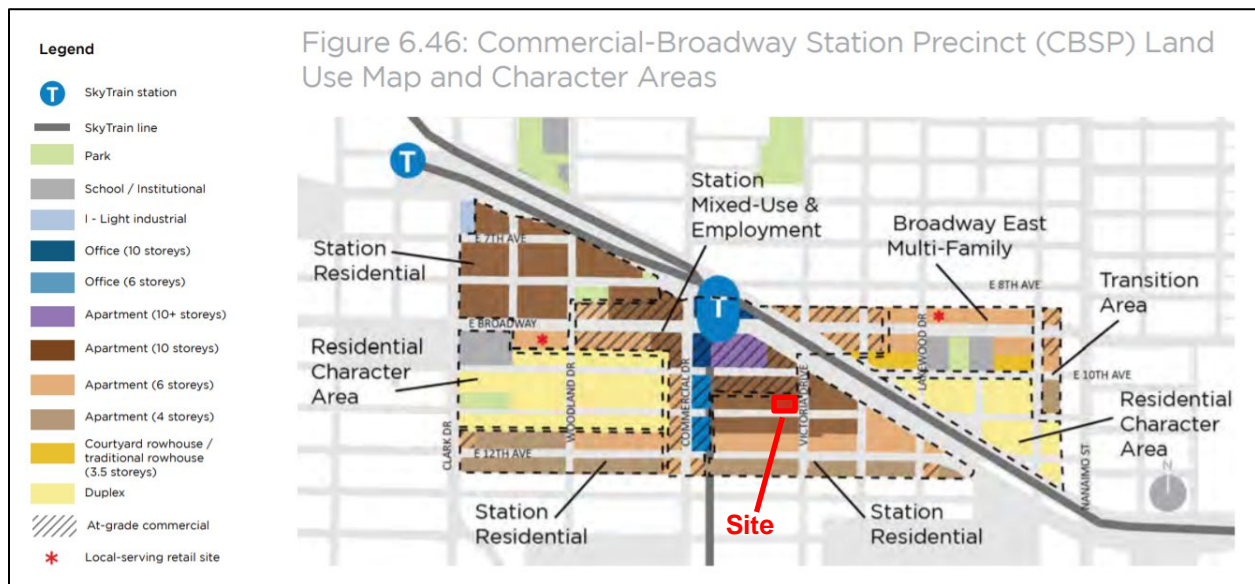 Legend
T
SkyTrain station
SkyTrain line
Park
School / Institutional
I - Light industrial
Office (10 storeys)
Office (6 storeys)
Apartment (10+ storeys)
Apartment (10 storeys)
Apartment (6 storeys)
Apartment (4 storeys)
Courtyard rowhouse /
traditional rowhouse
(3.5 storeys)
Duplex
At-grade commercial
Local-serving retail site
Figure 6.46: Commercial-Broadway Station Precinct (CBSP) Land
Use Map and Character Areas
T
Station
Mixed-Use &
Employment
Broadway East
Multi-Family
Station
Residential
E 7TH AVE
E 8TH AVE
Transition
Area
T
E BROADWAY
LAKEWOOD DR
Residential
Character
Area
E 10TH AVE
WOODLAND DR
COMMERCIAL DR
VICTORIA DRIVE
Residential
Character
Area
CLARK DR
E 12TH AVE
NANAIMO ST
N
Station
Residential
Site
Station
Residential